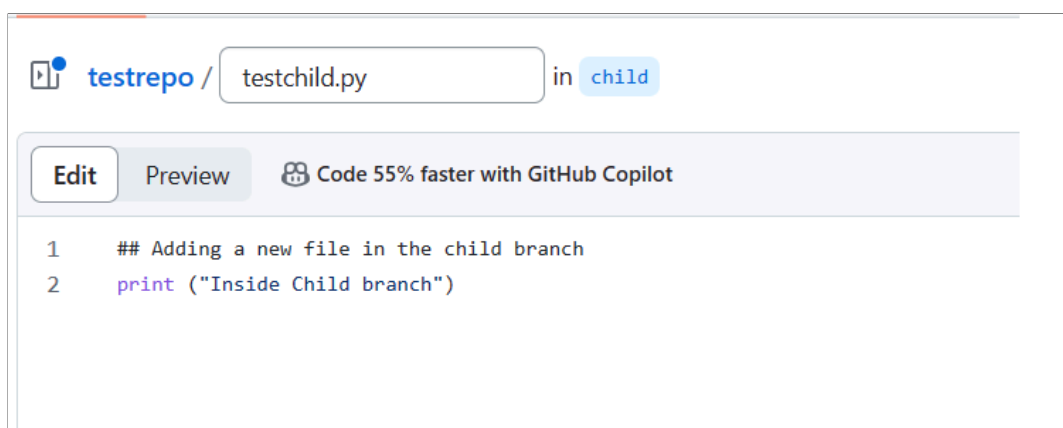 testrepo / testchild.py in child
Edit Preview Code 55% faster with GitHub Copilot
1 ## Adding a new file in the child branch
2 print ("Inside Child branch")